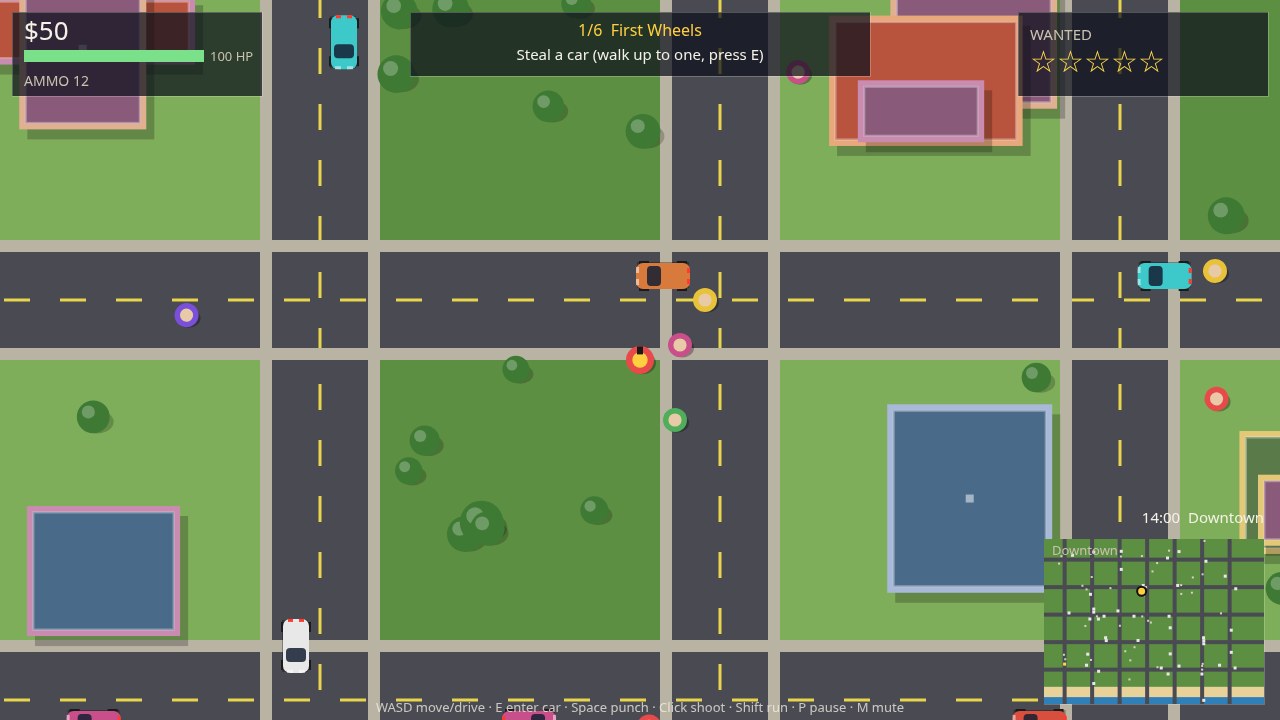 $50
100 HP
AMMO 12
1/6 First Wheels
Steal a car (walk up to one, press E)
WANTED
14:00 Downtown
Downtown
WASD move/drive · E enter car · Space punch · Click shoot · Shift run · P pause · M mute